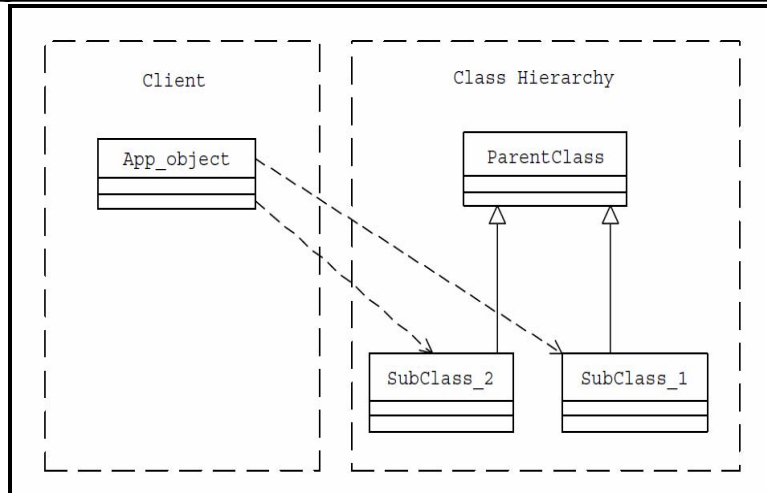 Client
Class Hierarchy
App_object
ParentClass
SubClass_2
SubClass_1